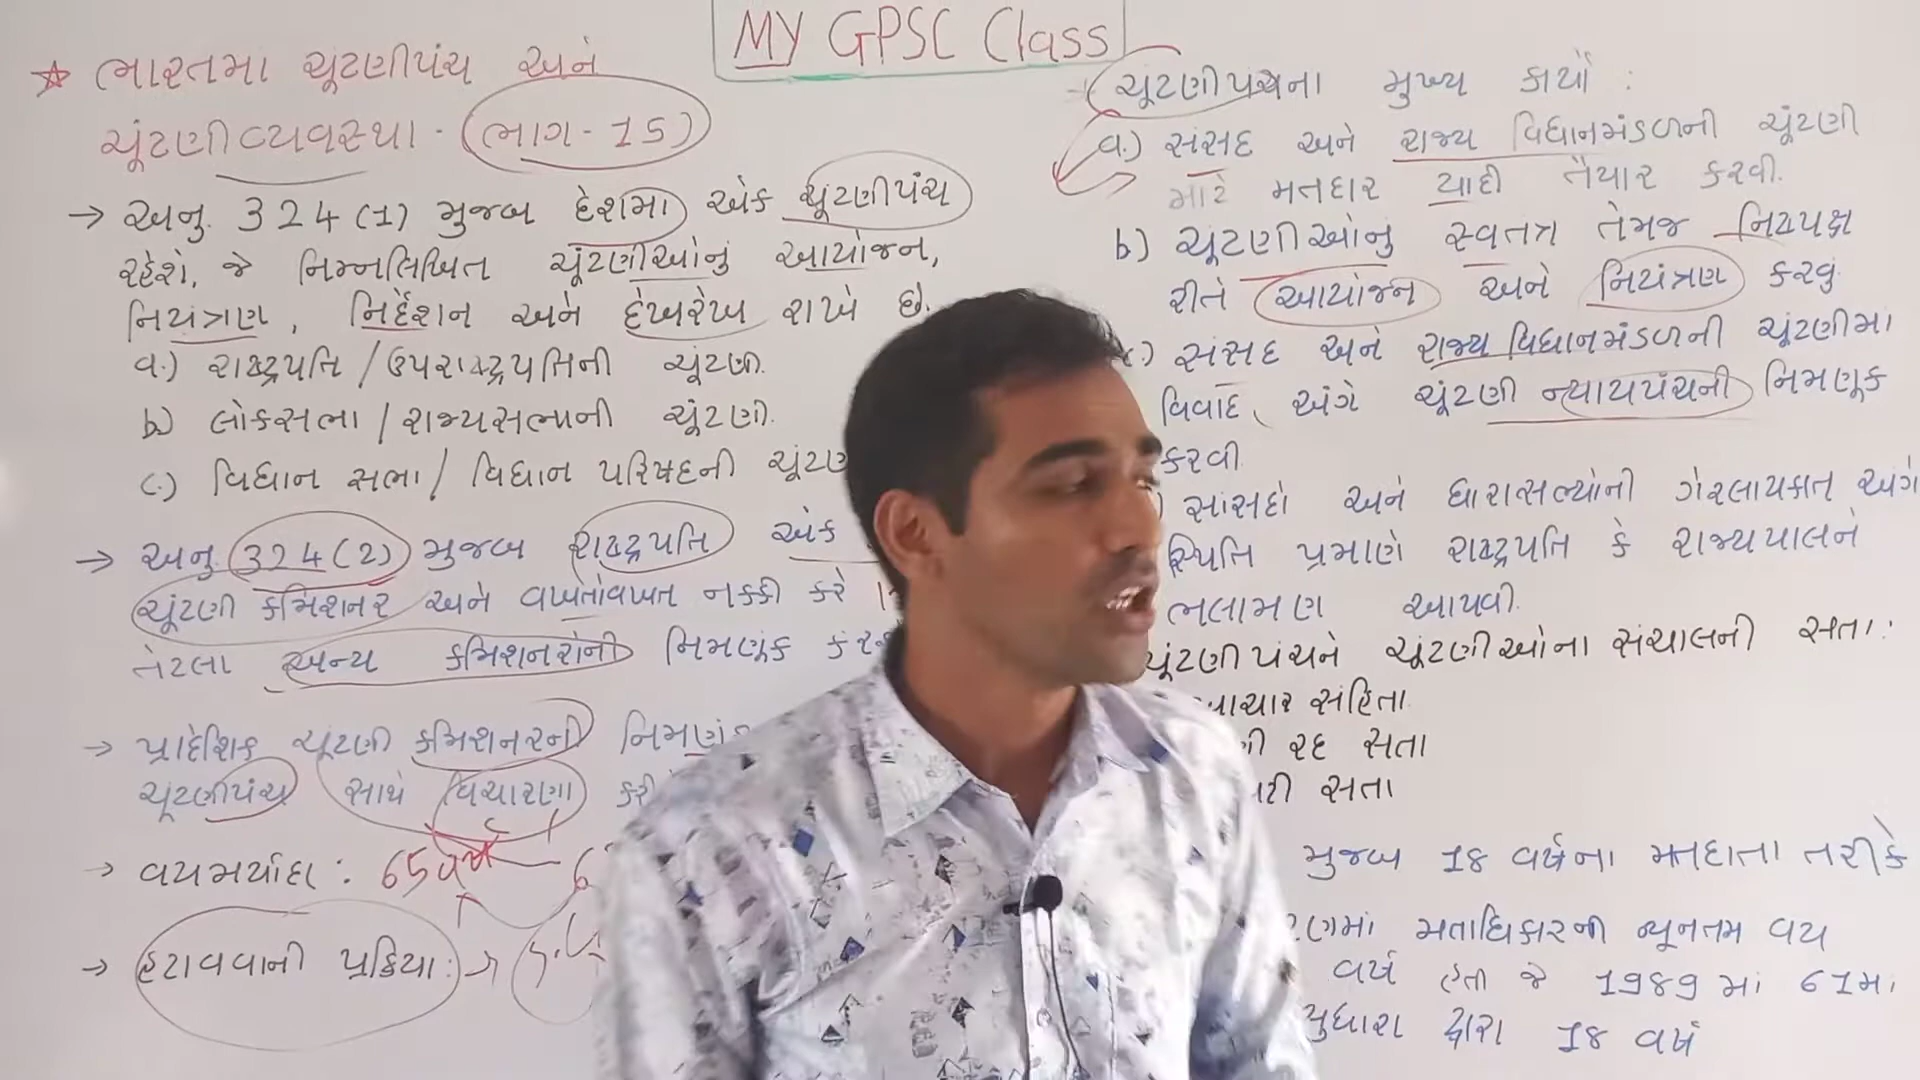 MY GPSC Class
ભારતમા ચૂંટણીપંચ અને
ચૂંટણી વ્યવસ્થા - (ભાગ - 15)
→ અનુ. 324(1) મુજબ દેશમા એક ચૂંટણીપંચ
રહેશે. જે નિમ્નલિખિત ચૂંટણીઓનું આયોજન,
નિયંત્રણ, નિર્દેશન અને દેખરેખ રાખે છે.
a.) રાષ્ટ્રપતિ / ઉપરાષ્ટ્રપતિની ચૂંટણી.
b) લોકસભા / રાજ્યસભાની ચૂંટણી.
c.) વિધાન સભા / વિધાન પરિષદની
→ અનુ. 324(2) મુજબ રાષ્ટ્રપતિ એક
ચૂંટણી કમિશનર અને વખતોવખત નક્કી કરે
તેટલા અન્ય કમિશનરોની નિમણૂંક
→ પ્રાદેશિક ચૂંટણી કમિશનરની
ચૂંટણીપંચ સાથે વિચારણા
→ વયમર્યાદા : 65 વર્ષ
→ હટાવવાની પ્રક્રિયા :→
ચૂંટણીપંચના મુખ્ય કાર્યો :
a.) સંસદ અને રાજ્ય વિધાનમંડળની ચૂંટણી
માટે મતદાર યાદી તૈયાર કરવી.
b) ચૂંટણીઓનુ સ્વતંત્ર તેમજ નિષ્પક્ષ
રીતે આયોજન અને નિયંત્રણ કરવું
c) સંસદ અને રાજ્ય વિધાનમંડળની ચૂંટણીમા
વિવાદ અંગે ચૂંટણી ન્યાયપંચની નિમણૂક
કરવી.
સાંસદો અને ધારાસભ્યોની ગેરલાયકાત અંગે
સ્થિતિ પ્રમાણે રાષ્ટ્રપતિ કે રાજ્યપાલને
ભલામણ આપવી.
ચૂંટણીપંચને ચૂંટણીઓના સંચાલનની સતા :
સંહિતા
રદ સતા
સતા
મુજબ 18 વર્ષના મતદાતા તરીકે
મતાધિકારની ન્યૂનતમ વય
વર્ષ હતી જે 1989 માં 61મા
સુધારા દ્વારા 18 વર્ષ